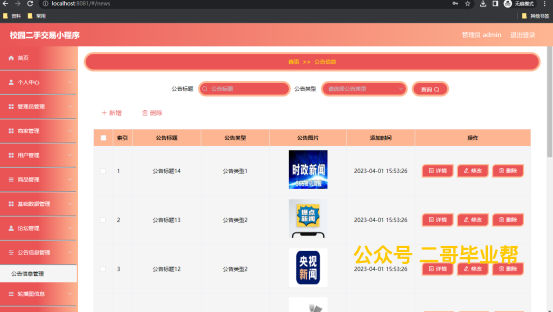 localhost:8081/#/news
无痕模式
资料 常用
其他书签
校园二手交易小程序
管理员 admin 退出登录
首页 >> 公告信息
首页
个人中心
管理员管理
商家管理
用户管理
商品管理
基础数据管理
论坛管理
公告信息管理
公告信息管理
轮播图信息
公告标题 公告标题 公告类型 请选择公告类型 查询
+ 新增 删除
索引 公告标题 公告类型 公告图片 添加时间 操作
1 公告标题14 公告类型1 时政新闻 2023-04-01 15:53:26 详情 修改 删除
2 公告标题13 公告类型2 热点新闻 2023-04-01 15:53:26 详情 修改 删除
3 公告标题12 公告类型2 央视新闻 2023-04-01 15:53:26 详情 修改 删除
公众号 二哥毕业帮